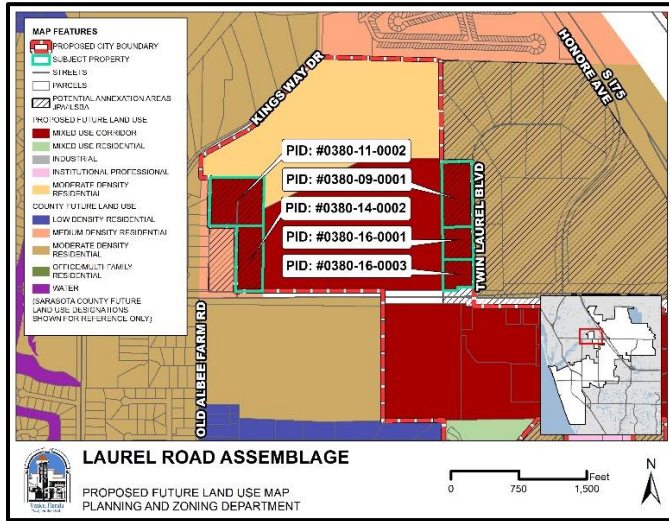 MAP FEATURES
PROPOSED CITY BOUNDARY
SUBJECT PROPERTY
STREETS
PARCELS
POTENTIAL ANNEXATION AREAS
JPA/ILSBA
PROPOSED FUTURE LAND USE
MIXED USE CORRIDOR
MIXED USE RESIDENTIAL
INDUSTRIAL
INSTITUTIONAL PROFESSIONAL
MODERATE DENSITY
RESIDENTIAL
COUNTY FUTURE LAND USE
LOW DENSITY RESIDENTIAL
MEDIUM DENSITY RESIDENTIAL
MODERATE DENSITY
RESIDENTIAL
OFFICE/MULTI-FAMILY
RESIDENTIAL
WATER
(SARASOTA COUNTY FUTURE
LAND USE DESIGNATIONS
SHOWN FOR REFERENCE ONLY)
KINGS WAY DR
HONORE AVE
S I75
PID: #0380-11-0002
PID: #0380-09-0001
PID: #0380-14-0002
PID: #0380-16-0001
PID: #0380-16-0003
TWIN LAUREL BLVD
OLD ALBEE FARM RD
LAUREL ROAD ASSEMBLAGE
PROPOSED FUTURE LAND USE MAP
PLANNING AND ZONING DEPARTMENT
Feet
0 750 1,500
N